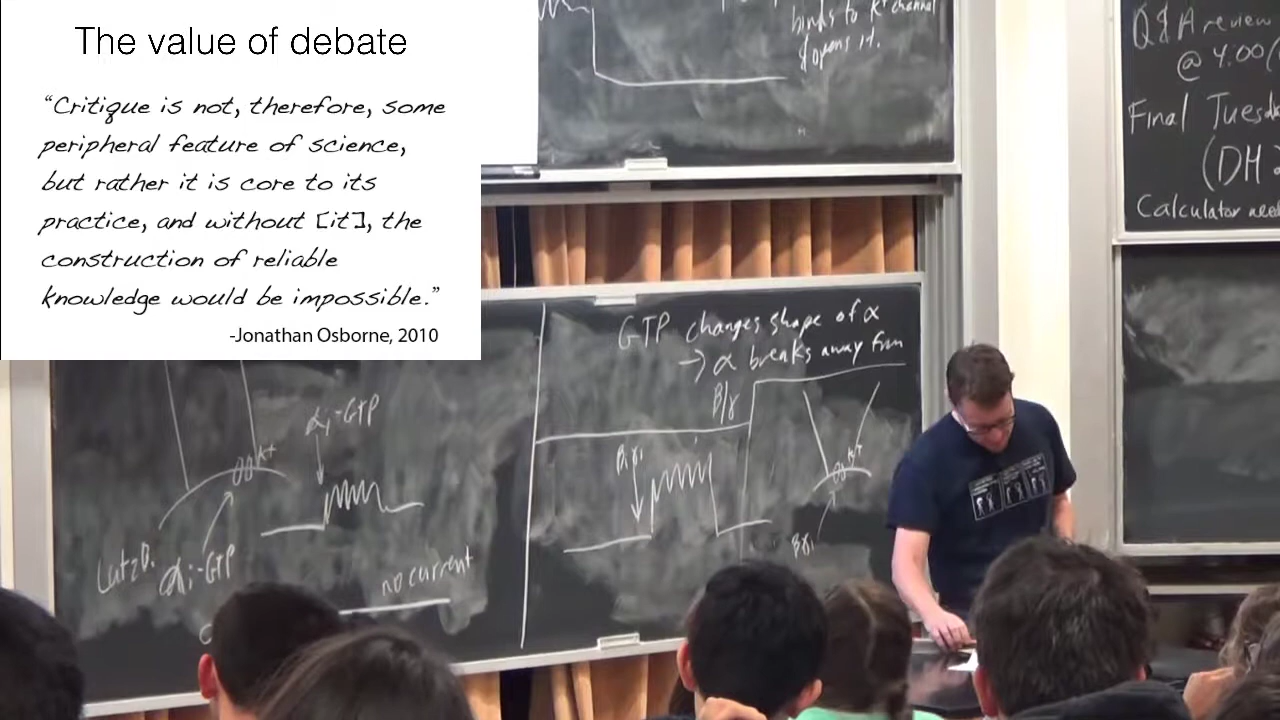 The value of debate
“Critique is not, therefore, some
peripheral feature of science,
but rather it is core to its
practice, and without [it], the
construction of reliable
knowledge would be impossible.”
-Jonathan Osborne, 2010
binds to K⁺ channel
& opens it.
Q&A review
@ 4:00
Final
(DH
Calculator
GTP changes shape of α
→ α breaks away from
β/γ
αi-GTP
K+
αi-GTP
no current
β1γ1
K+
βγ1